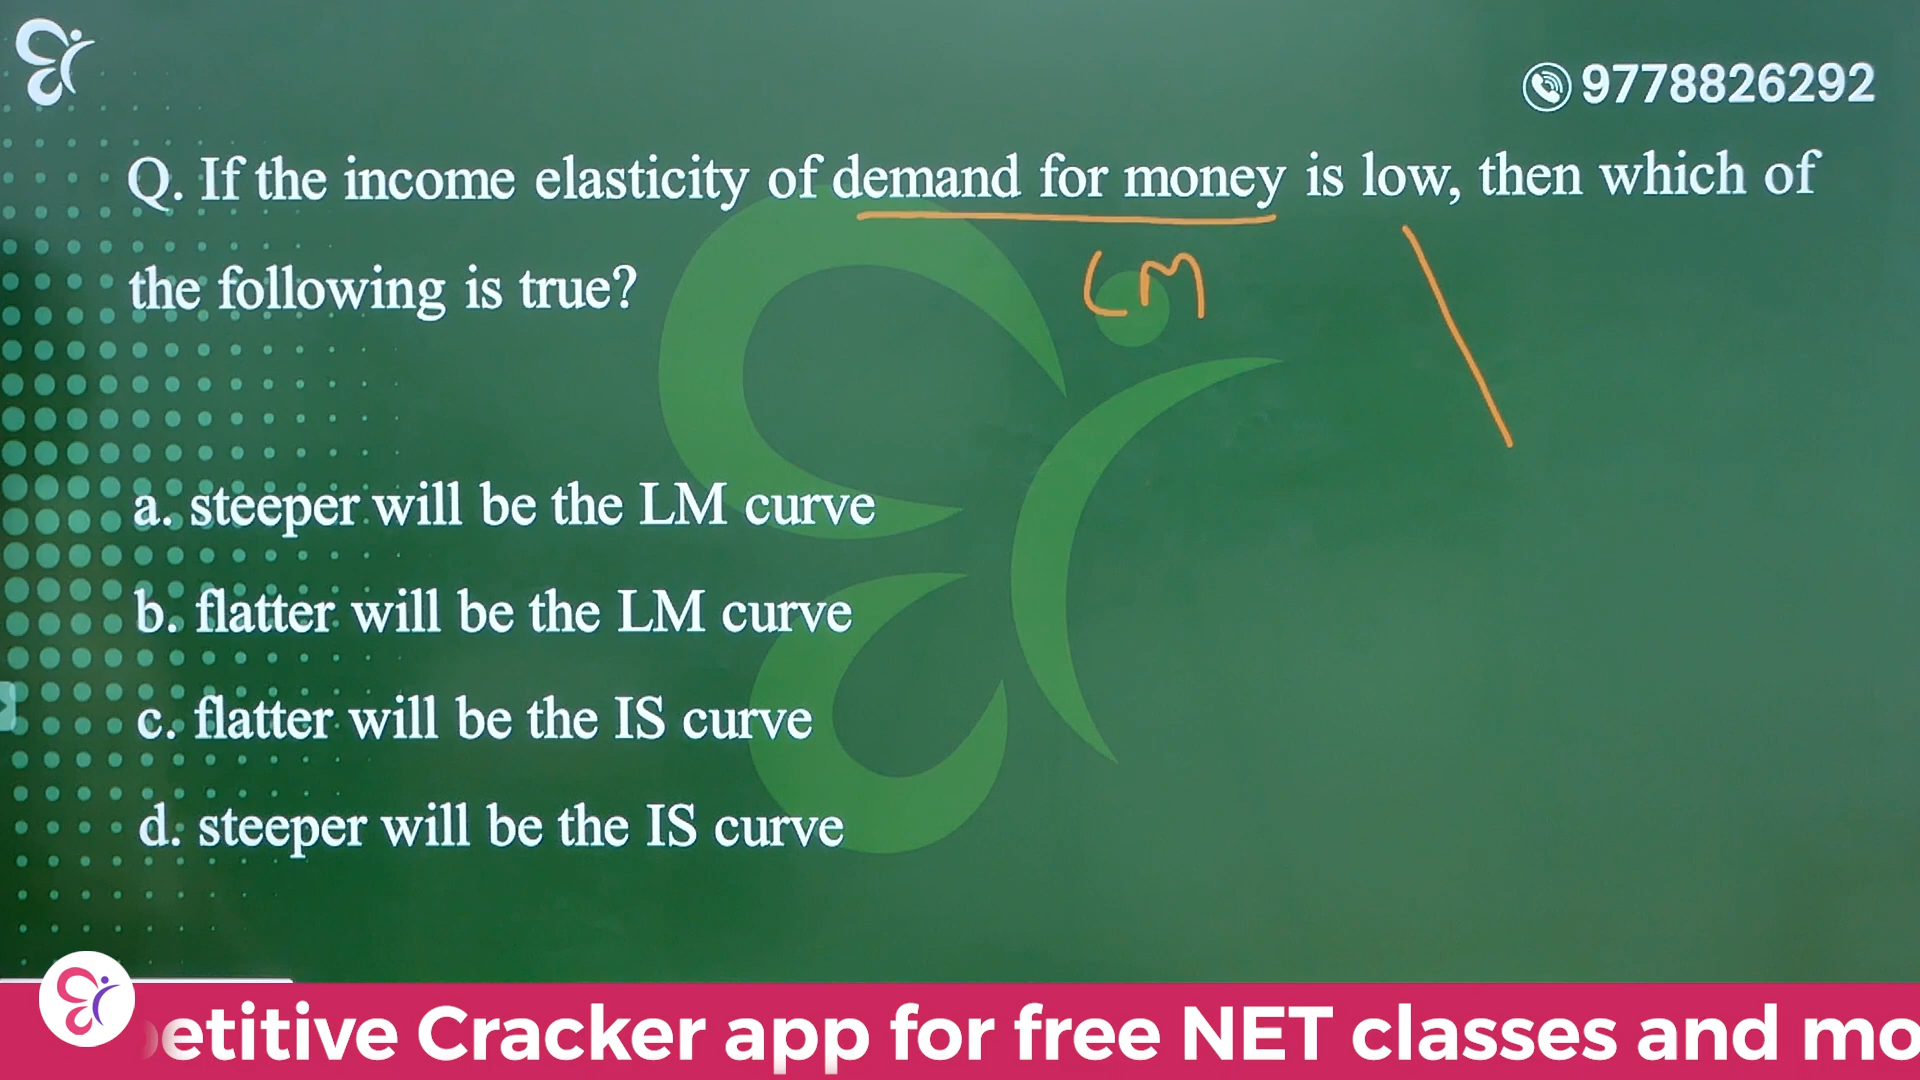 9778826292
Q. If the income elasticity of demand for money is low, then which of
the following is true?
LM
a. steeper will be the LM curve
b. flatter will be the LM curve
c. flatter will be the IS curve
d. steeper will be the IS curve
etitive Cracker app for free NET classes and mo